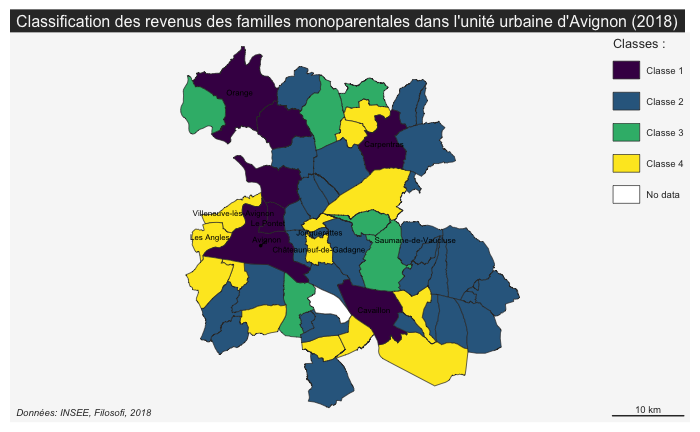 Classification des revenus des familles monoparentales dans l'unité urbaine d'Avignon (2018)
Classes :
Classe 1
Classe 2
Classe 3
Classe 4
No data
Orange
Carpentras
Villeneuve-lès-Avignon
Le Pontet
Les Angles
Avignon
Jonquerettes
Saumane-de-Vaucluse
Châteauneuf-de-Gadagne
Cavaillon
Données: INSEE, Filosofi, 2018
10 km